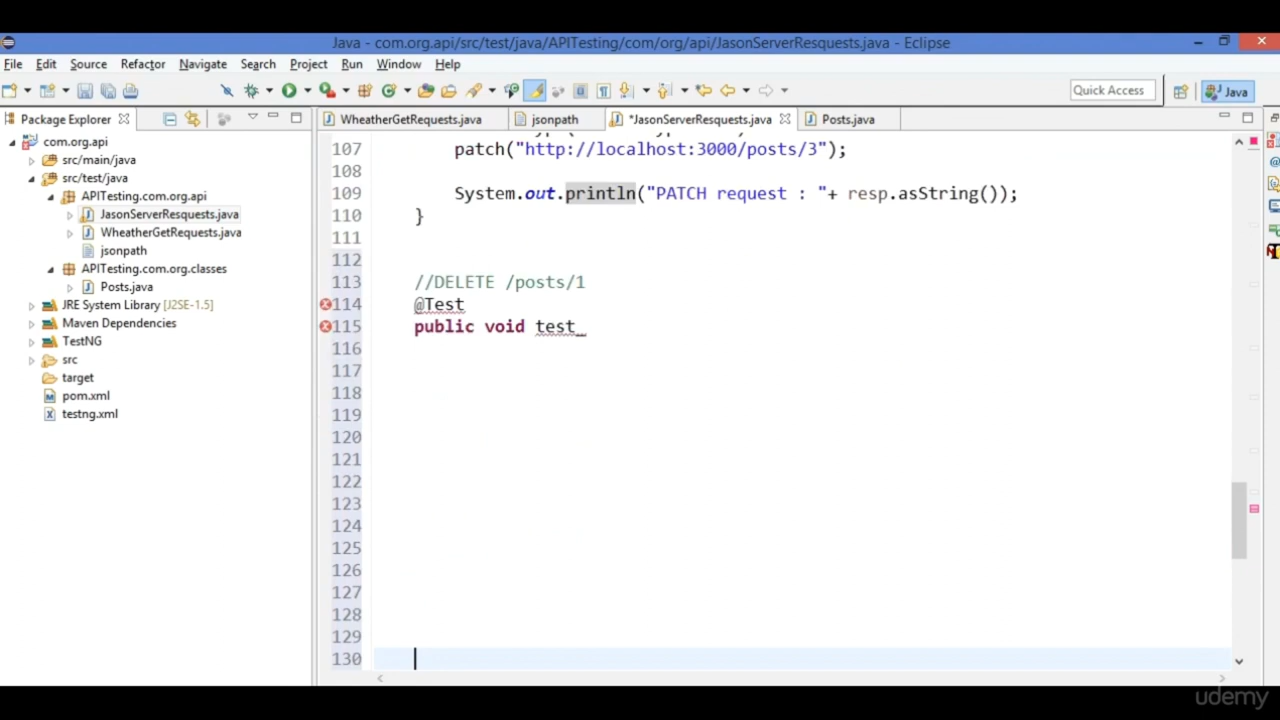 Java - com.org.api/src/test/java/APITesting/com/org/api/JasonServerResquests.java - Eclipse
File Edit Source Refactor Navigate Search Project Run Window Help
Quick Access
Java
Package Explorer
WheatherGetRequests.java
jsonpath
*JasonServerResquests.java
Posts.java
com.org.api
src/main/java
src/test/java
APITesting.com.org.api
JasonServerResquests.java
WheatherGetRequests.java
jsonpath
APITesting.com.org.classes
Posts.java
JRE System Library [J2SE-1.5]
Maven Dependencies
TestNG
src
target
pom.xml
testng.xml
107 patch("http://localhost:3000/posts/3");
108
109 System.out.println("PATCH request : "+ resp.asString());
110 }
111
112
113 //DELETE /posts/1
114 @Test
115 public void test_
116
117
118
119
120
121
122
123
124
125
126
127
128
129
130
udemy